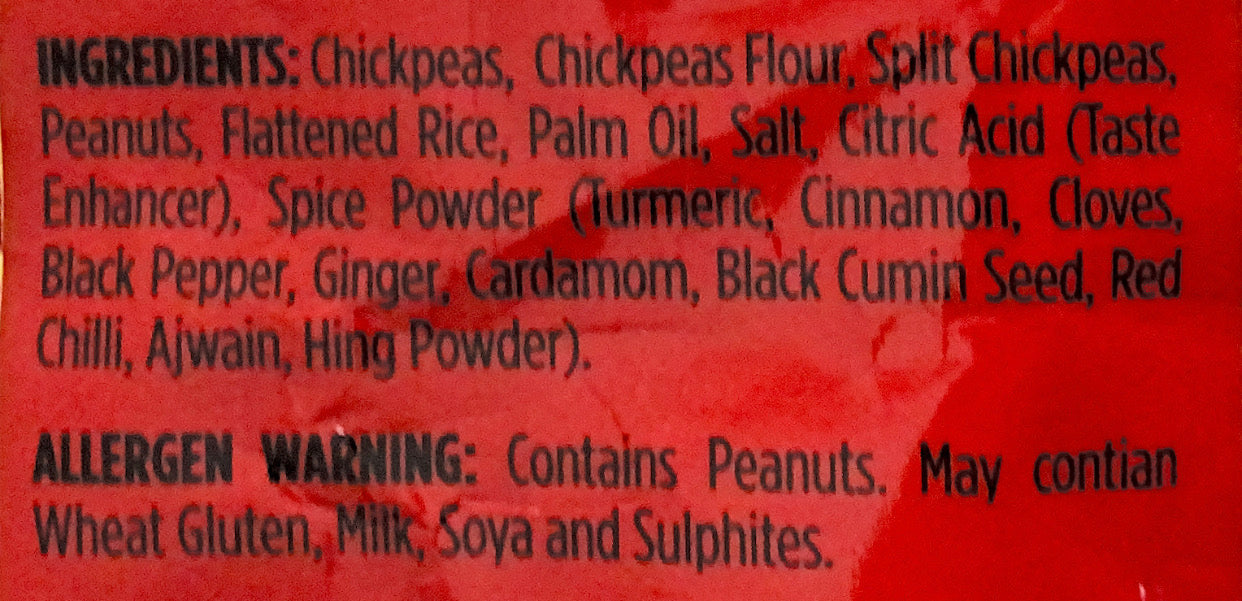 INGREDIENTS: Chickpeas, Chickpeas Flour, Split Chickpeas,
Peanuts, Flattened Rice, Palm Oil, Salt, Citric Acid (Taste
Enhancer), Spice Powder (Turmeric, Cinnamon, Cloves,
Black Pepper, Ginger, Cardamom, Black Cumin Seed, Red
Chilli, Ajwain, Hing Powder).
ALLERGEN WARNING: Contains Peanuts. May contian
Wheat Gluten, Milk, Soya and Sulphites.